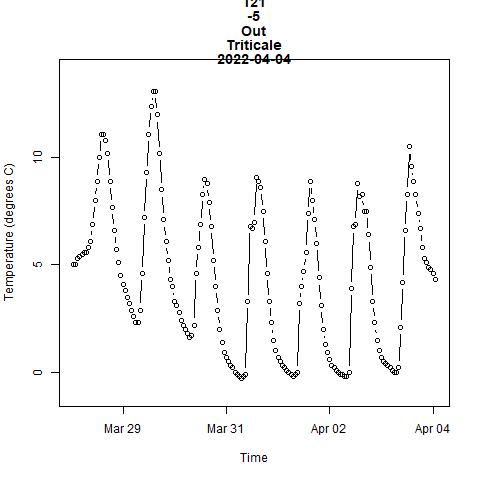 121
-5
Out
Triticale
2022-04-04
Temperature (degrees C)
10
5
0
Mar 29
Mar 31
Apr 02
Apr 04
Time